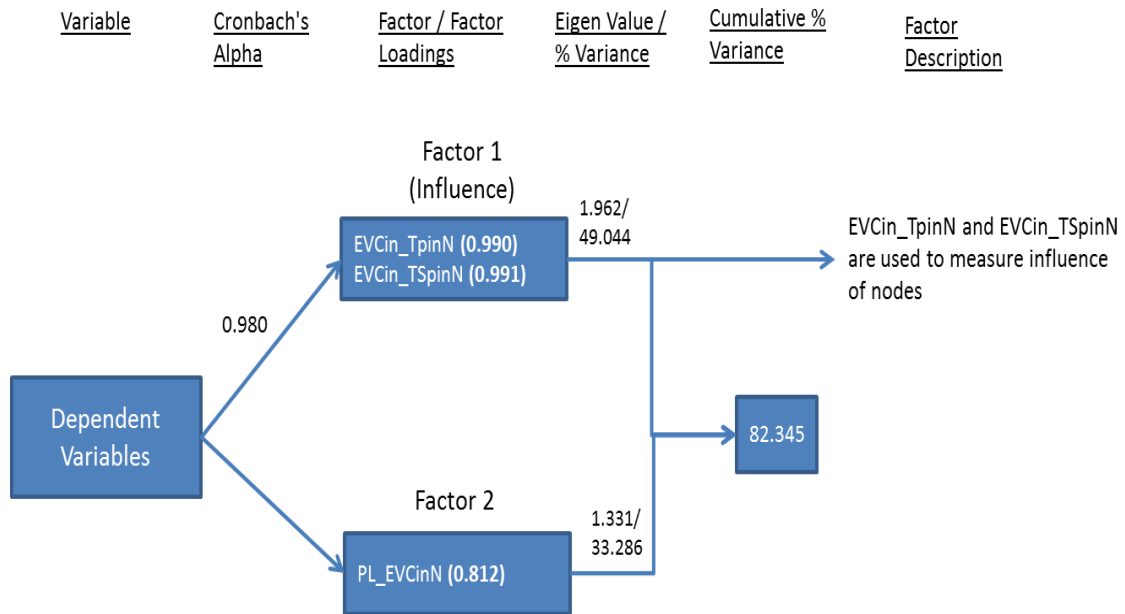 Variable
Cronbach's
Alpha
Factor / Factor
Loadings
Eigen Value /
% Variance
Cumulative %
Variance
Factor
Description
Factor 1
(Influence)
1.962/
49.044
EVCin_TpinN (0.990)
EVCin_TSpinN (0.991)
EVCin_TpinN and EVCin_TSpinN
are used to measure influence
of nodes
0.980
Dependent
Variables
82.345
Factor 2
1.331/
33.286
PL_EVCinN (0.812)